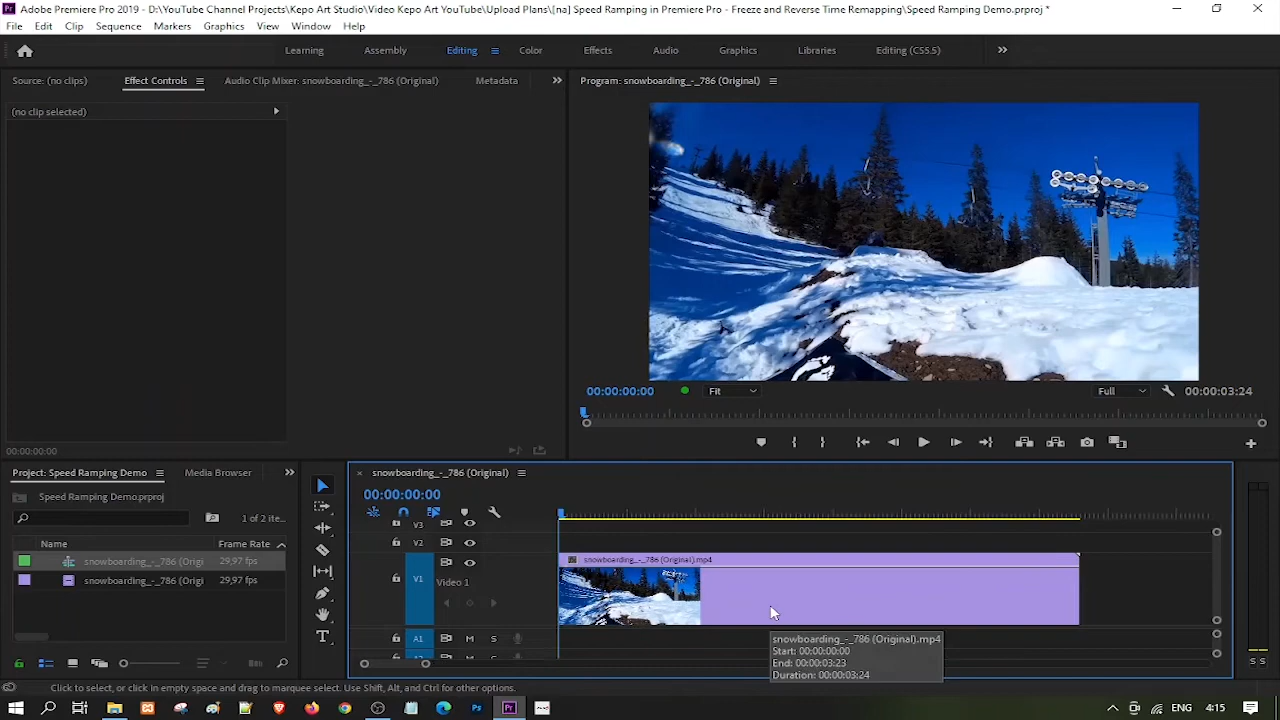 Adobe Premiere Pro 2019 - D:\YouTube Channel Projects\Kepo Art Studio\Video Kepo Art YouTube\Upload Plans\[na] Speed Ramping in Premiere Pro - Freeze and Reverse Time Remapping\Speed Ramping Demo.prproj *
File Edit Clip Sequence Markers Graphics View Window Help
Learning Assembly Editing Color Effects Audio Graphics Libraries Editing (CS5.5)
Source: (no clips) Effect Controls Audio Clip Mixer: snowboarding_-_786 (Original) Metadata Program: snowboarding_-_786 (Original)
(no clip selected)
00:00:00:00 Fit Full 00:00:03:24
00:00:00:00
Project: Speed Ramping Demo Media Browser snowboarding_-_786 (Original)
Speed Ramping Demo.prproj 00:00:00:00
1 of 2 ite...
V3
Name Frame Rate V2
snowboarding_-_786 (Origi 29,97 fps snowboarding_-_786 (Original).mp4
snowboarding_-_786 (Origi 29,97 fps V1 Video 1
A1 M S
snowboarding_-_786 (Original).mp4
Start: 00:00:00:00
End: 00:00:03:23
Duration: 00:00:03:24
S S
Click to select, or click in empty space and drag to marquee select. Use Shift, Alt, and Ctrl for other options.
ENG 4:15